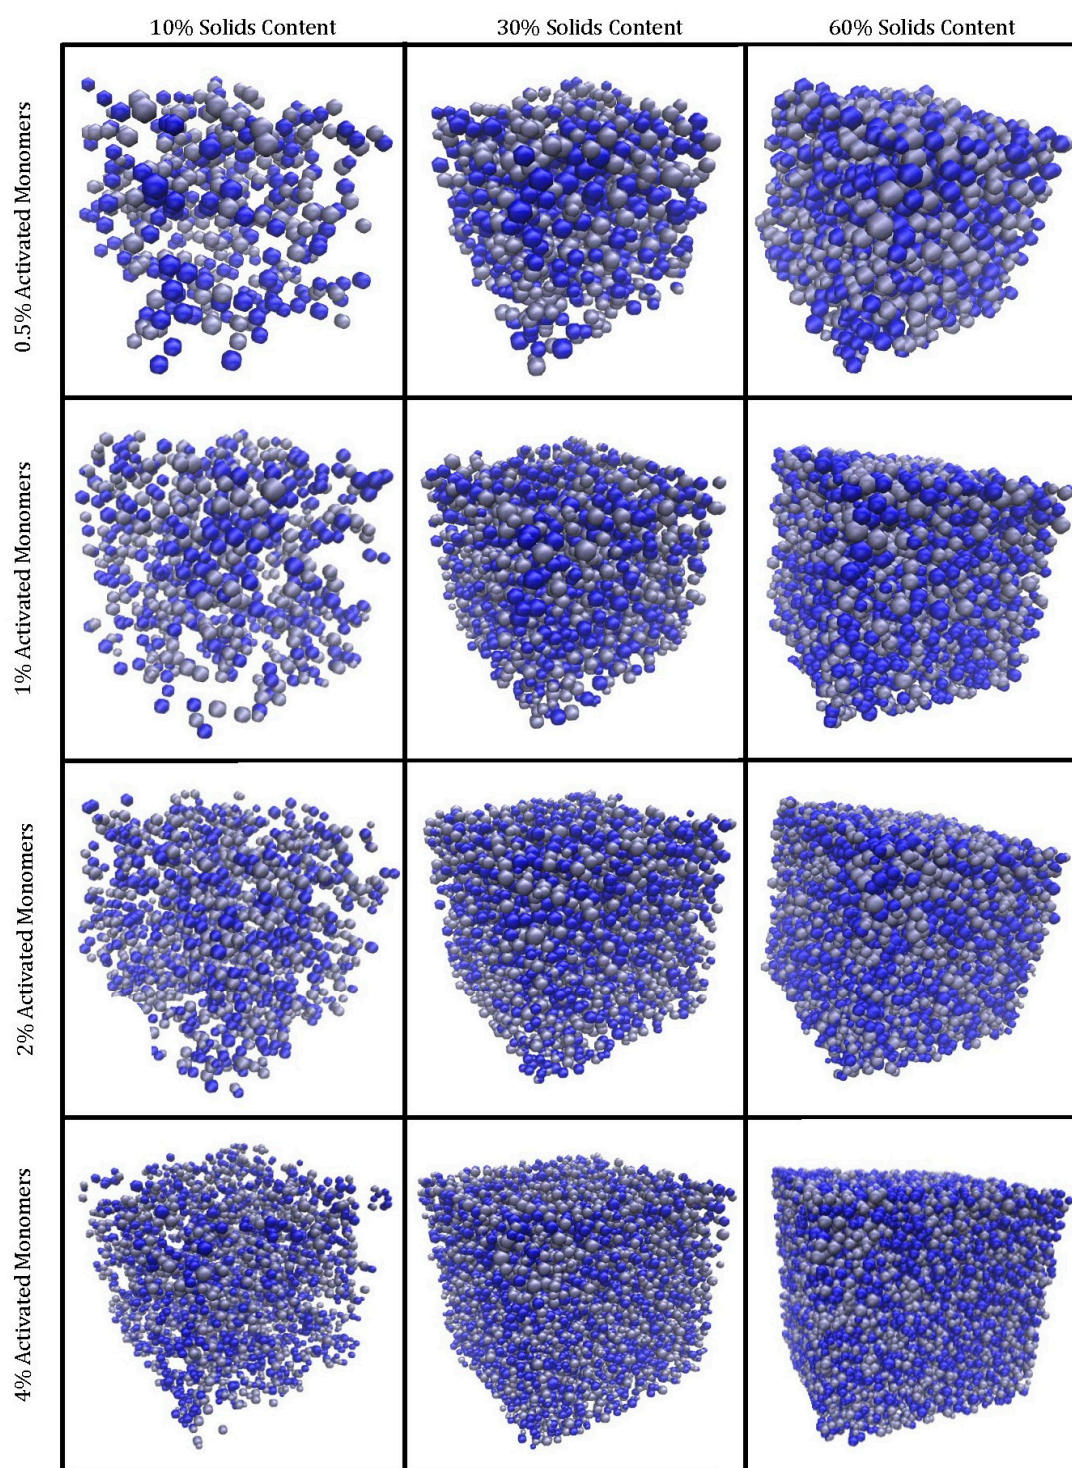 10% Solids Content
30% Solids Content
60% Solids Content
0.5% Activated Monomers
1% Activated Monomers
2% Activated Monomers
4% Activated Monomers